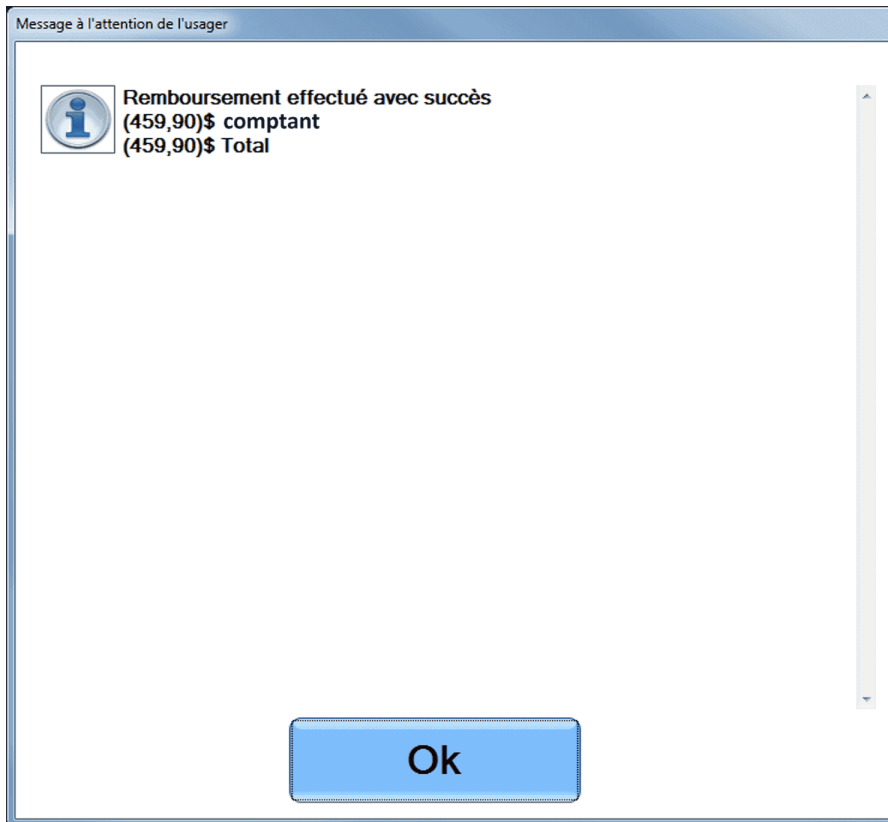 Message à l'attention de l'usager
Remboursement effectué avec succès
(459,90)$ comptant
(459,90)$ Total
Ok